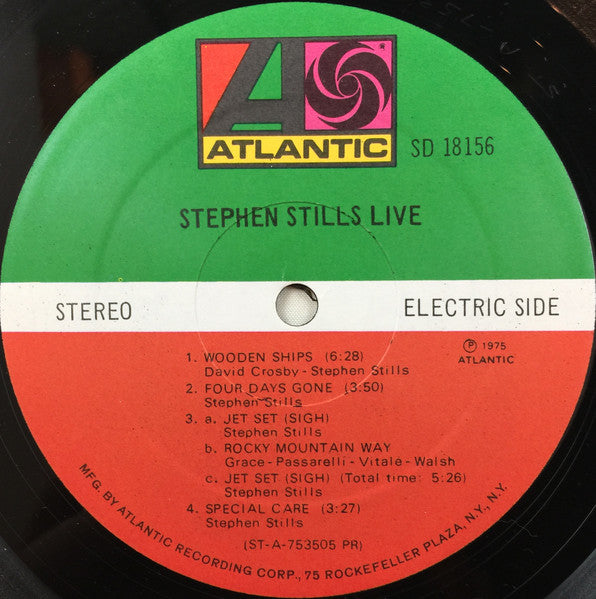 ATLANTIC
®
SD 18156
STEPHEN STILLS LIVE
STEREO
ELECTRIC SIDE
℗ 1975
ATLANTIC
1. WOODEN SHIPS (6:28)
David Crosby - Stephen Stills
2. FOUR DAYS GONE (3:50)
Stephen Stills
3. a. JET SET (SIGH)
Stephen Stills
b. ROCKY MOUNTAIN WAY
Grace - Passarelli - Vitale - Walsh
c. JET SET (SIGH) (Total time: 5:26)
Stephen Stills
4. SPECIAL CARE (3:27)
Stephen Stills
(ST-A-753505 PR)
MFG. BY ATLANTIC RECORDING CORP., 75 ROCKEFELLER PLAZA, N.Y., N.Y.